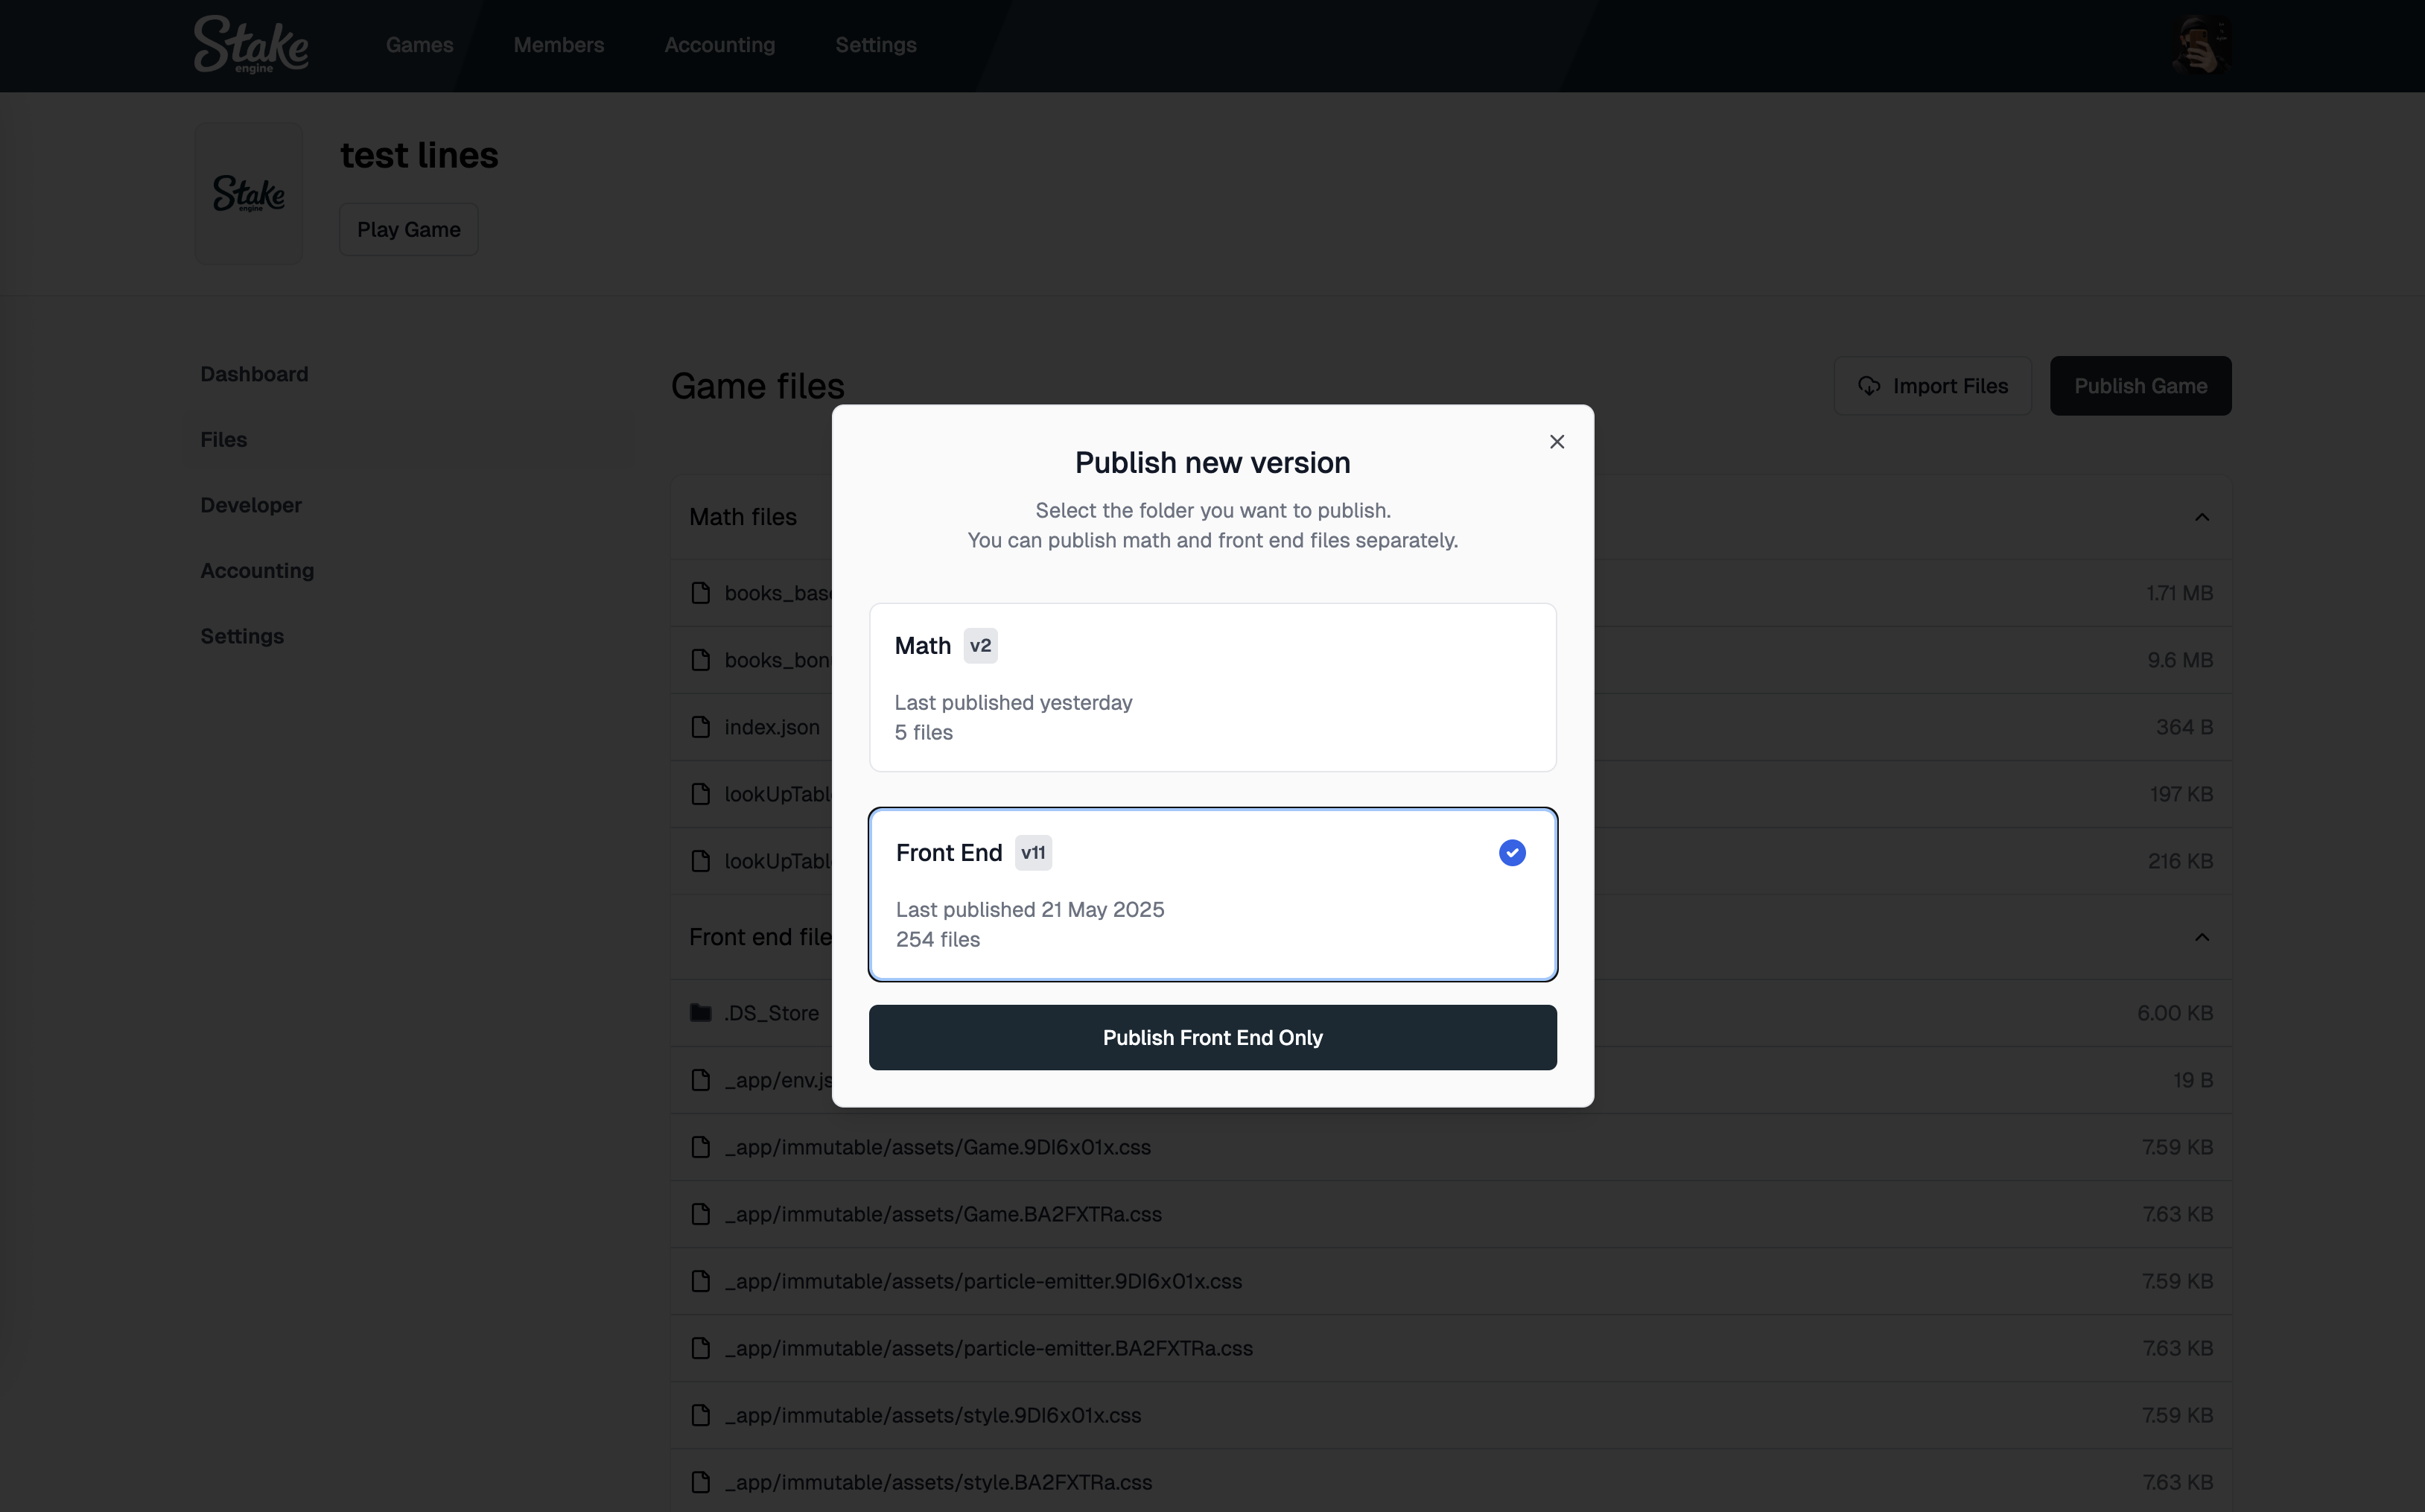 Stake
engine
Games
Members
Accounting
Settings
Stake
engine
test lines
Play Game
Dashboard
Files
Developer
Accounting
Settings
Game files
Import Files
Publish Game
Math files
books_bas
1.71 MB
books_bon
9.6 MB
index.json
364 B
lookUpTabl
197 KB
lookUpTabl
216 KB
Front end file
.DS_Store
6.00 KB
_app/env.js
19 B
_app/immutable/assets/Game.9DI6x01x.css
7.59 KB
_app/immutable/assets/Game.BA2FXTRa.css
7.63 KB
_app/immutable/assets/particle-emitter.9DI6x01x.css
7.59 KB
_app/immutable/assets/particle-emitter.BA2FXTRa.css
7.63 KB
_app/immutable/assets/style.9DI6x01x.css
7.59 KB
_app/immutable/assets/style.BA2FXTRa.css
7.63 KB
Publish new version
Select the folder you want to publish.
You can publish math and front end files separately.
Math v2
Last published yesterday
5 files
Front End v11
Last published 21 May 2025
254 files
Publish Front End Only